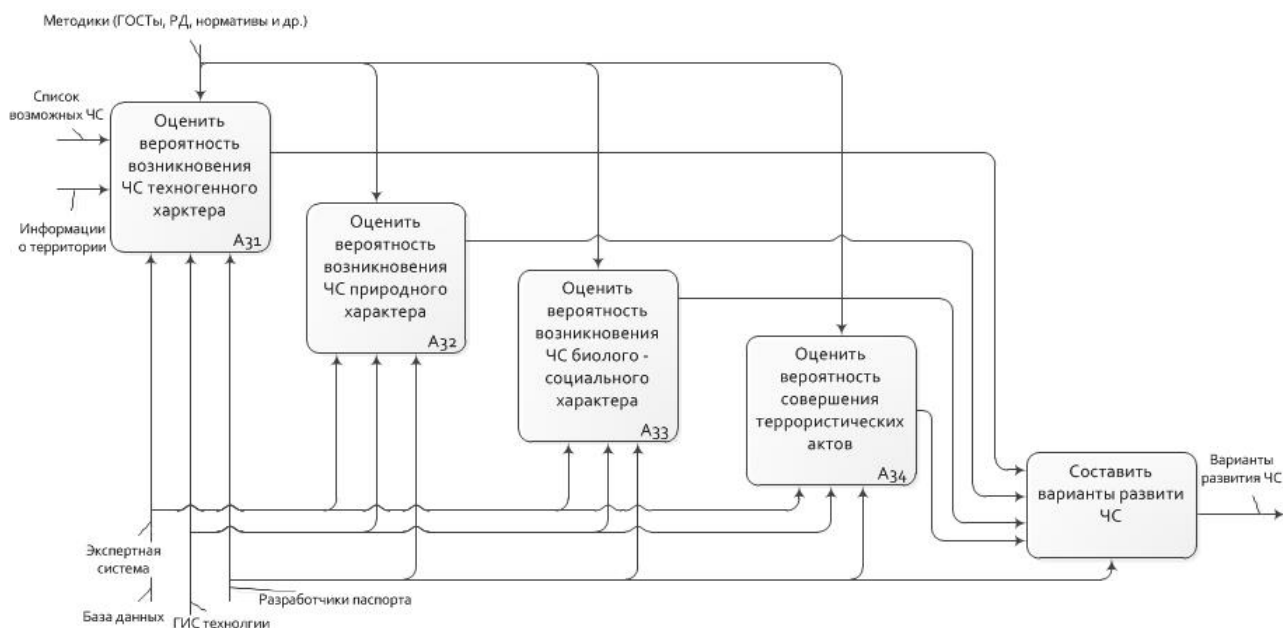 Методики (ГОСТы, РД, нормативы и др.)
Список
возможных ЧС
Информации
о территории
Оценить
вероятность
возникновения
ЧС техногенного
харктера
А31
Оценить
вероятность
возникновения
ЧС природного
характера
А32
Оценить
вероятность
возникновения
ЧС биолого -
социального
характера
А33
Оценить
вероятность
совершения
террористических
актов
А34
Составить
варианты развити
ЧС
Варианты
развития ЧС
Экспертная
система
База данных
ГИС технолгии
Разработчики паспорта